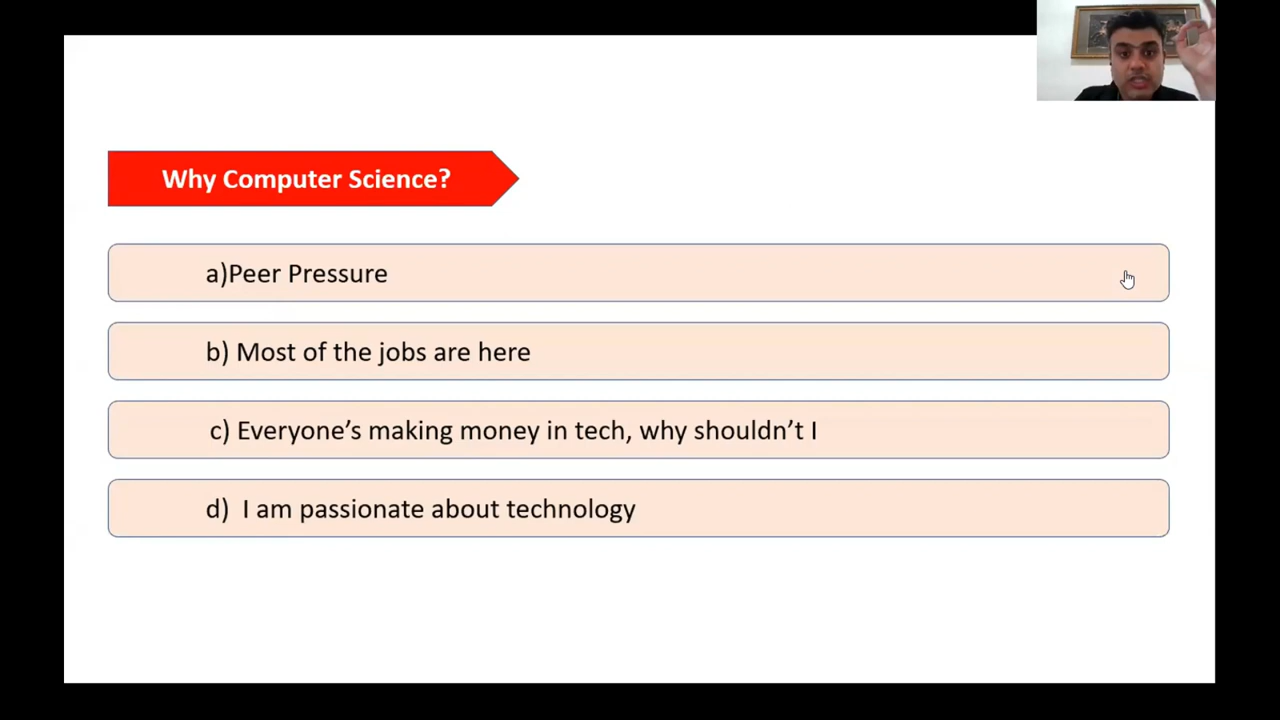 Why Computer Science?
a)Peer Pressure
b) Most of the jobs are here
c) Everyone’s making money in tech, why shouldn’t I
d)  I am passionate about technology